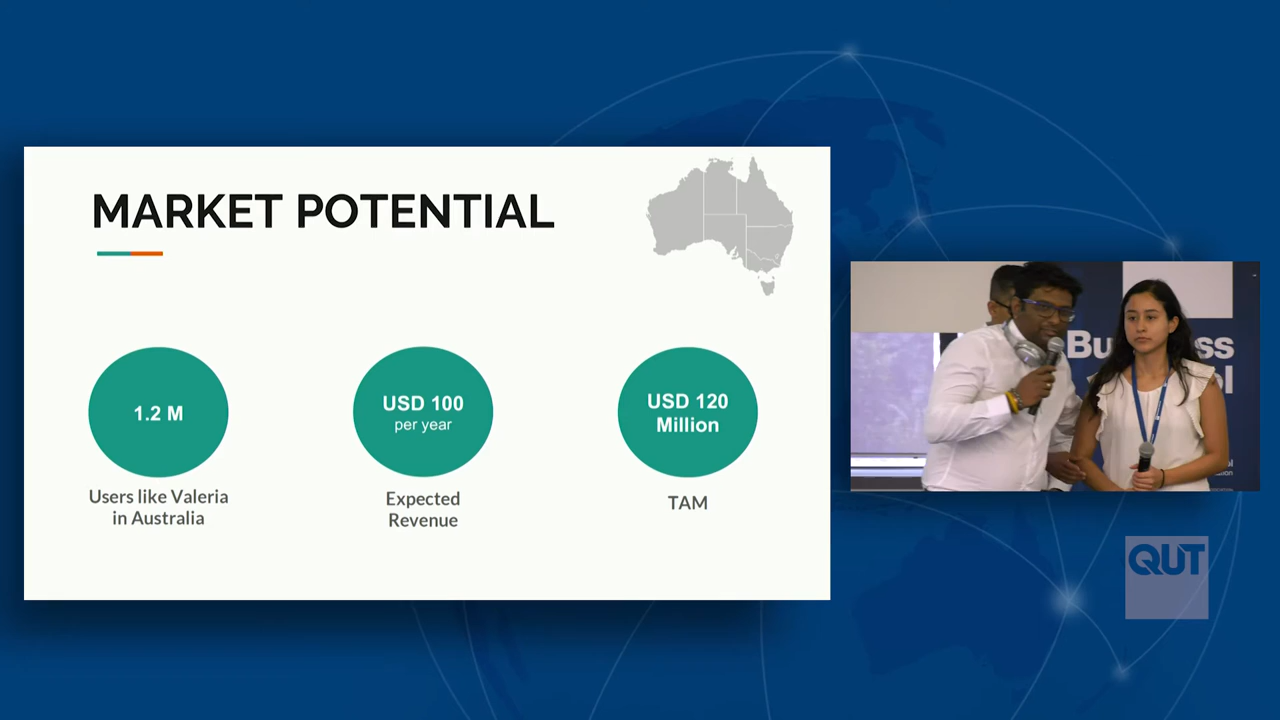 MARKET POTENTIAL
1.2 M
Users like Valeria
in Australia
USD 100
per year
Expected
Revenue
USD 120
Million
TAM
QUT